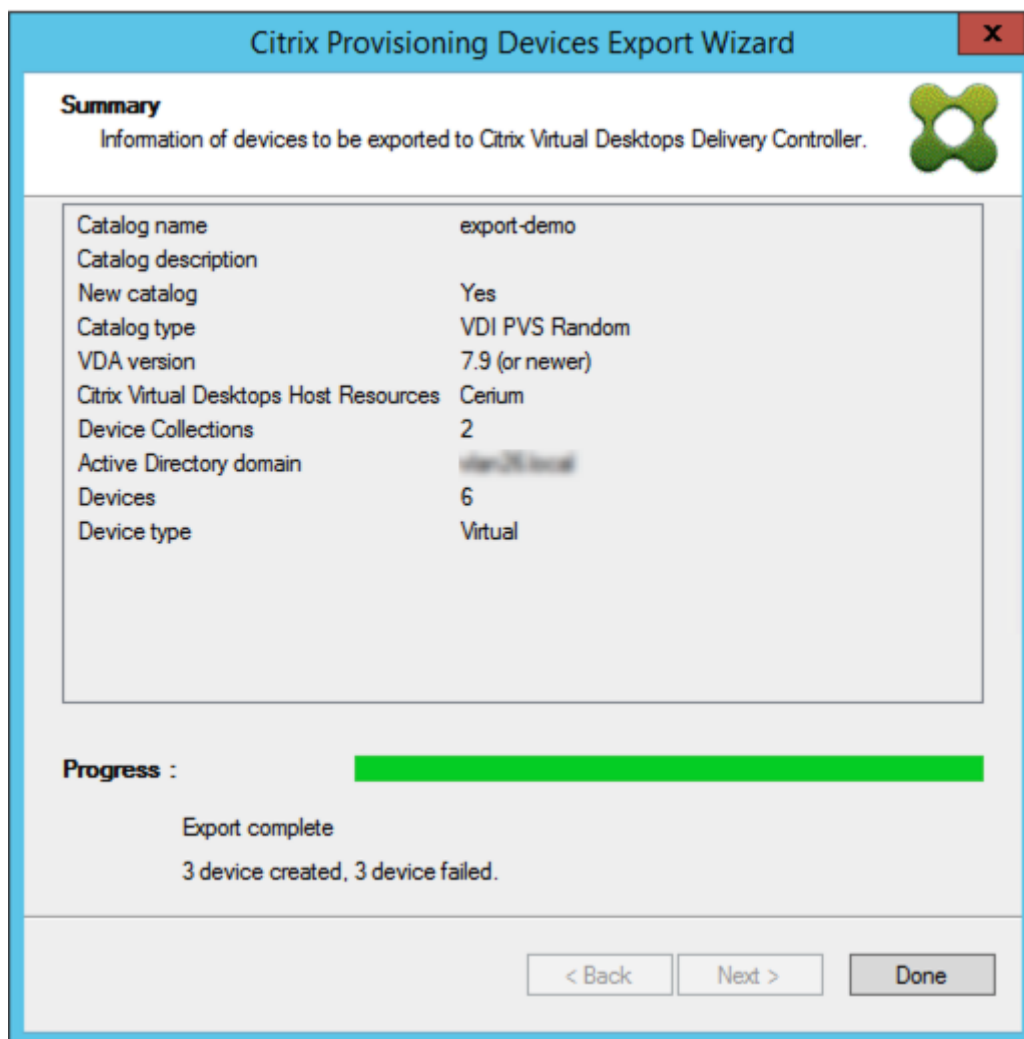 Citrix Provisioning Devices Export Wizard
x
Summary
Information of devices to be exported to Citrix Virtual Desktops Delivery Controller.
Catalog name export-demo
Catalog description
New catalog Yes
Catalog type VDI PVS Random
VDA version 7.9 (or newer)
Citrix Virtual Desktops Host Resources Cerium
Device Collections 2
Active Directory domain
Devices 6
Device type Virtual
Progress :
Export complete
3 device created, 3 device failed.
< Back Next > Done